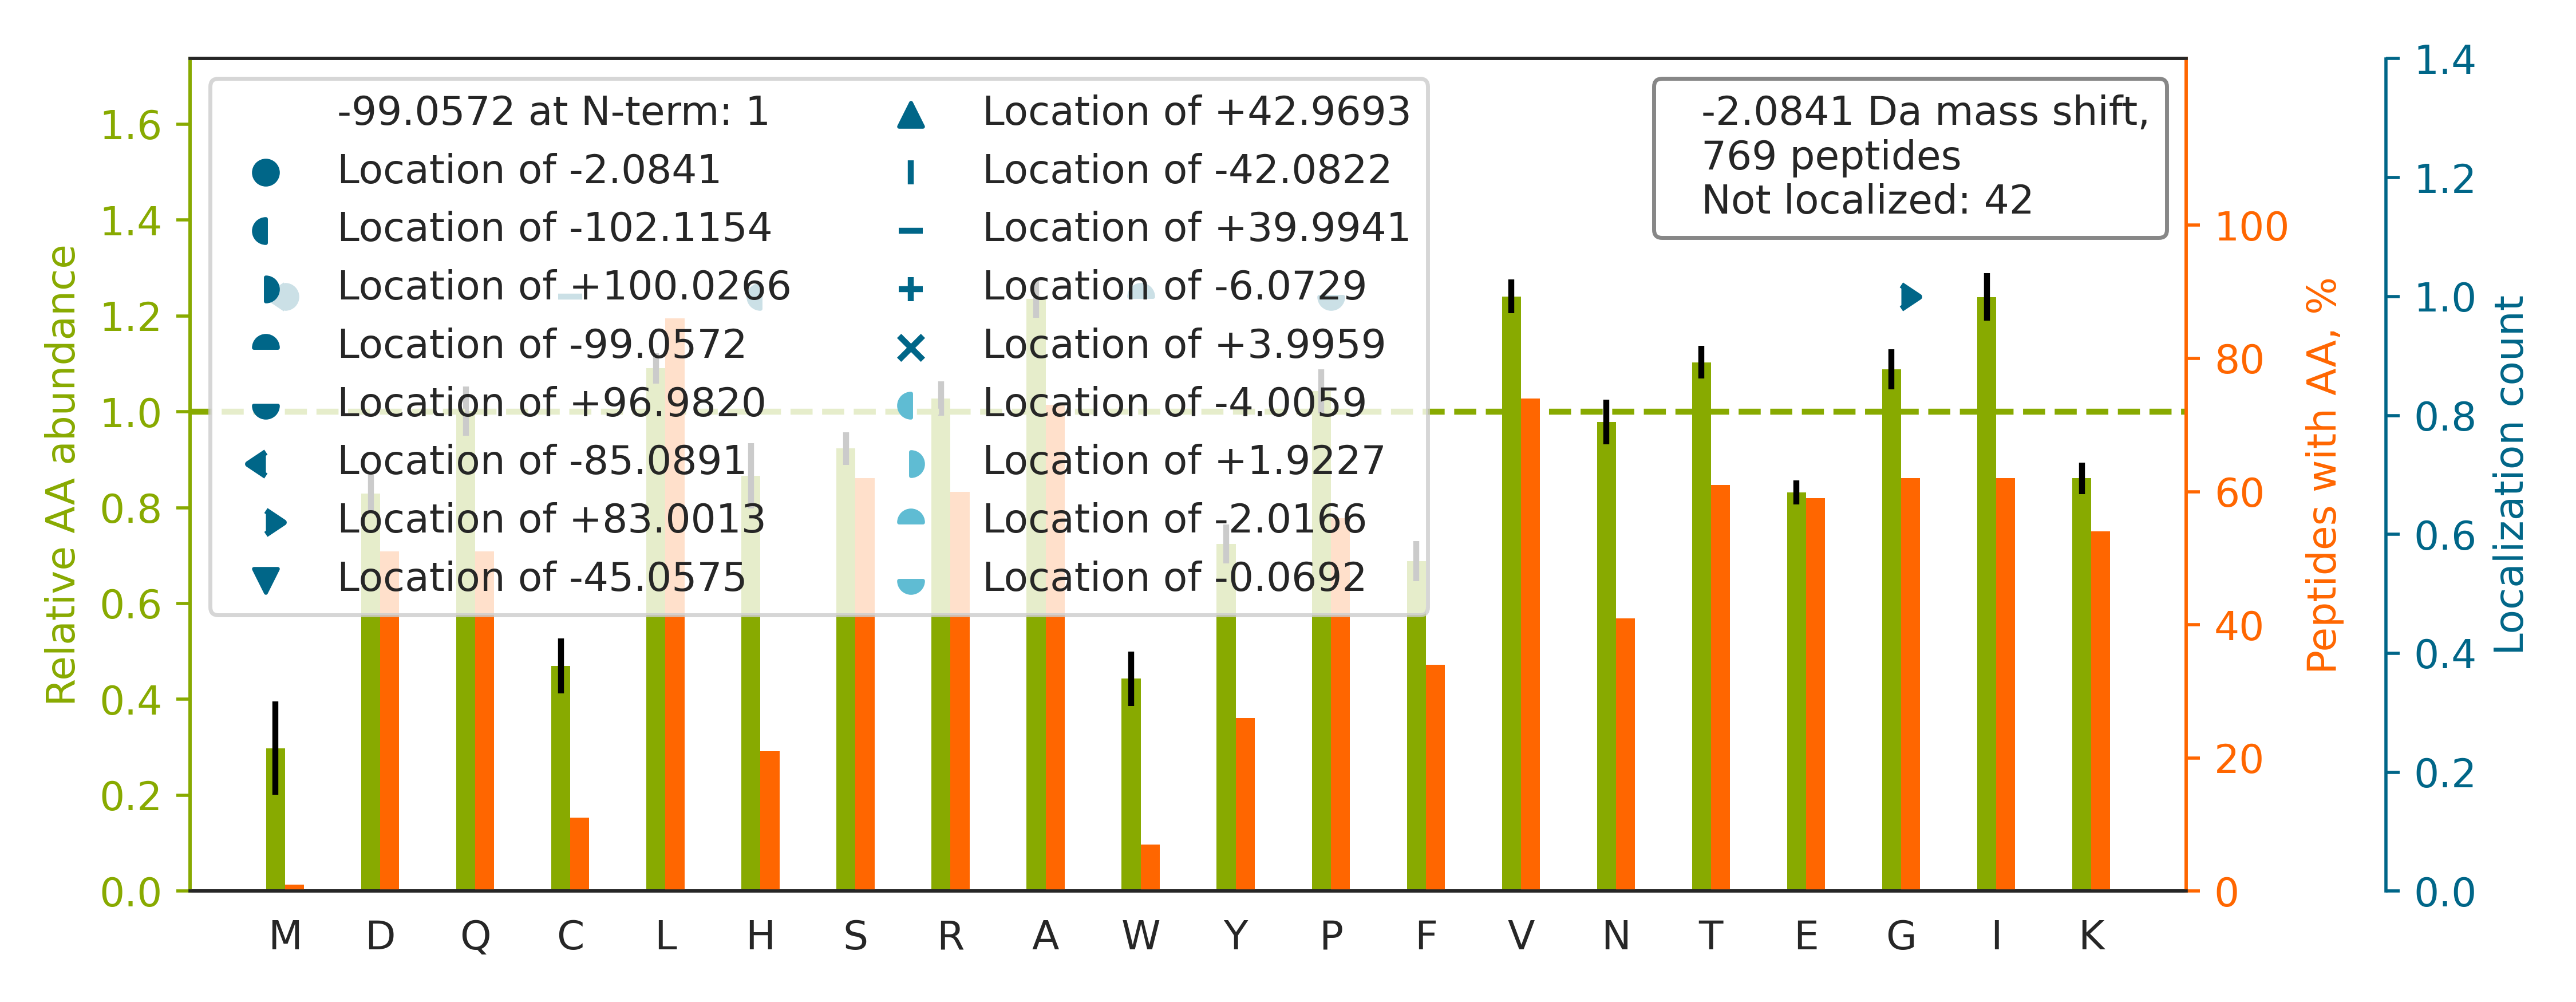 -99.0572 at N-term: 1
Location of -2.0841
Location of -102.1154
Location of +100.0266
Location of -99.0572
Location of +96.9820
Location of -85.0891
Location of +83.0013
Location of -45.0575
Location of +42.9693
Location of -42.0822
Location of +39.9941
Location of -6.0729
Location of +3.9959
Location of -4.0059
Location of +1.9227
Location of -2.0166
Location of -0.0692
-2.0841 Da mass shift,
769 peptides
Not localized: 42
Relative AA abundance
1.6
1.4
1.2
1.0
0.8
0.6
0.4
0.2
0.0
M D Q C L H S R A W Y P F V N T E G I K
100
80
60
40
20
0
Peptides with AA, %
1.4
1.2
1.0
0.8
0.6
0.4
0.2
0.0
Localization count